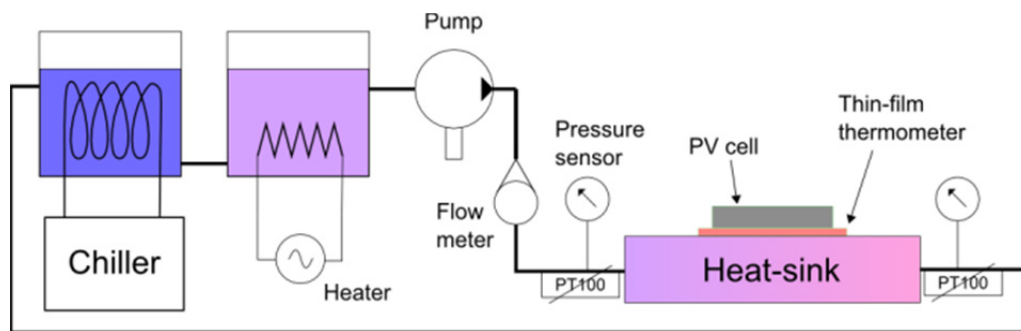 Pump
Thin-film
thermometer
Pressure
sensor
PV cell
Flow
meter
Chiller
Heater
Heat-sink
PT100
PT100